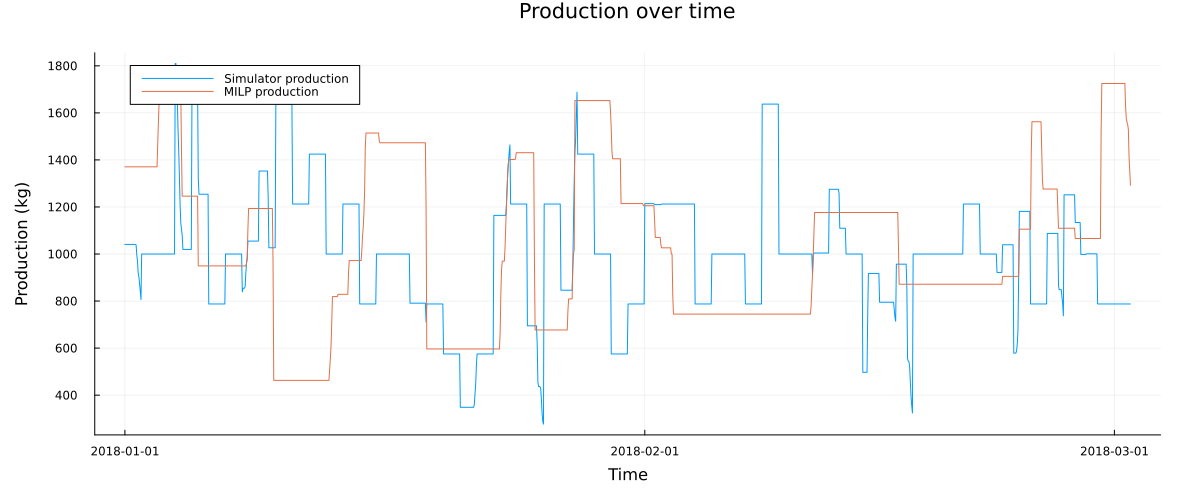 Production over time
Simulator production
MILP production
Production (kg)
1800
1600
1400
1200
1000
800
600
400
2018-01-01
2018-02-01
2018-03-01
Time